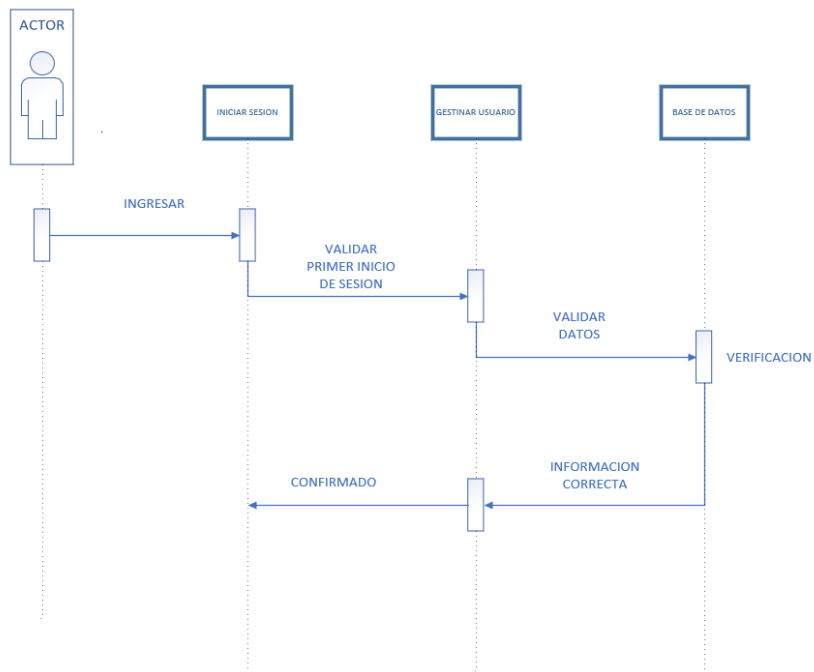 ACTOR
INICIAR SESION
GESTINAR USUARIO
BASE DE DATOS
INGRESAR
VALIDAR
PRIMER INICIO
DE SESION
VALIDAR
DATOS
VERIFICACION
INFORMACION
CORRECTA
CONFIRMADO